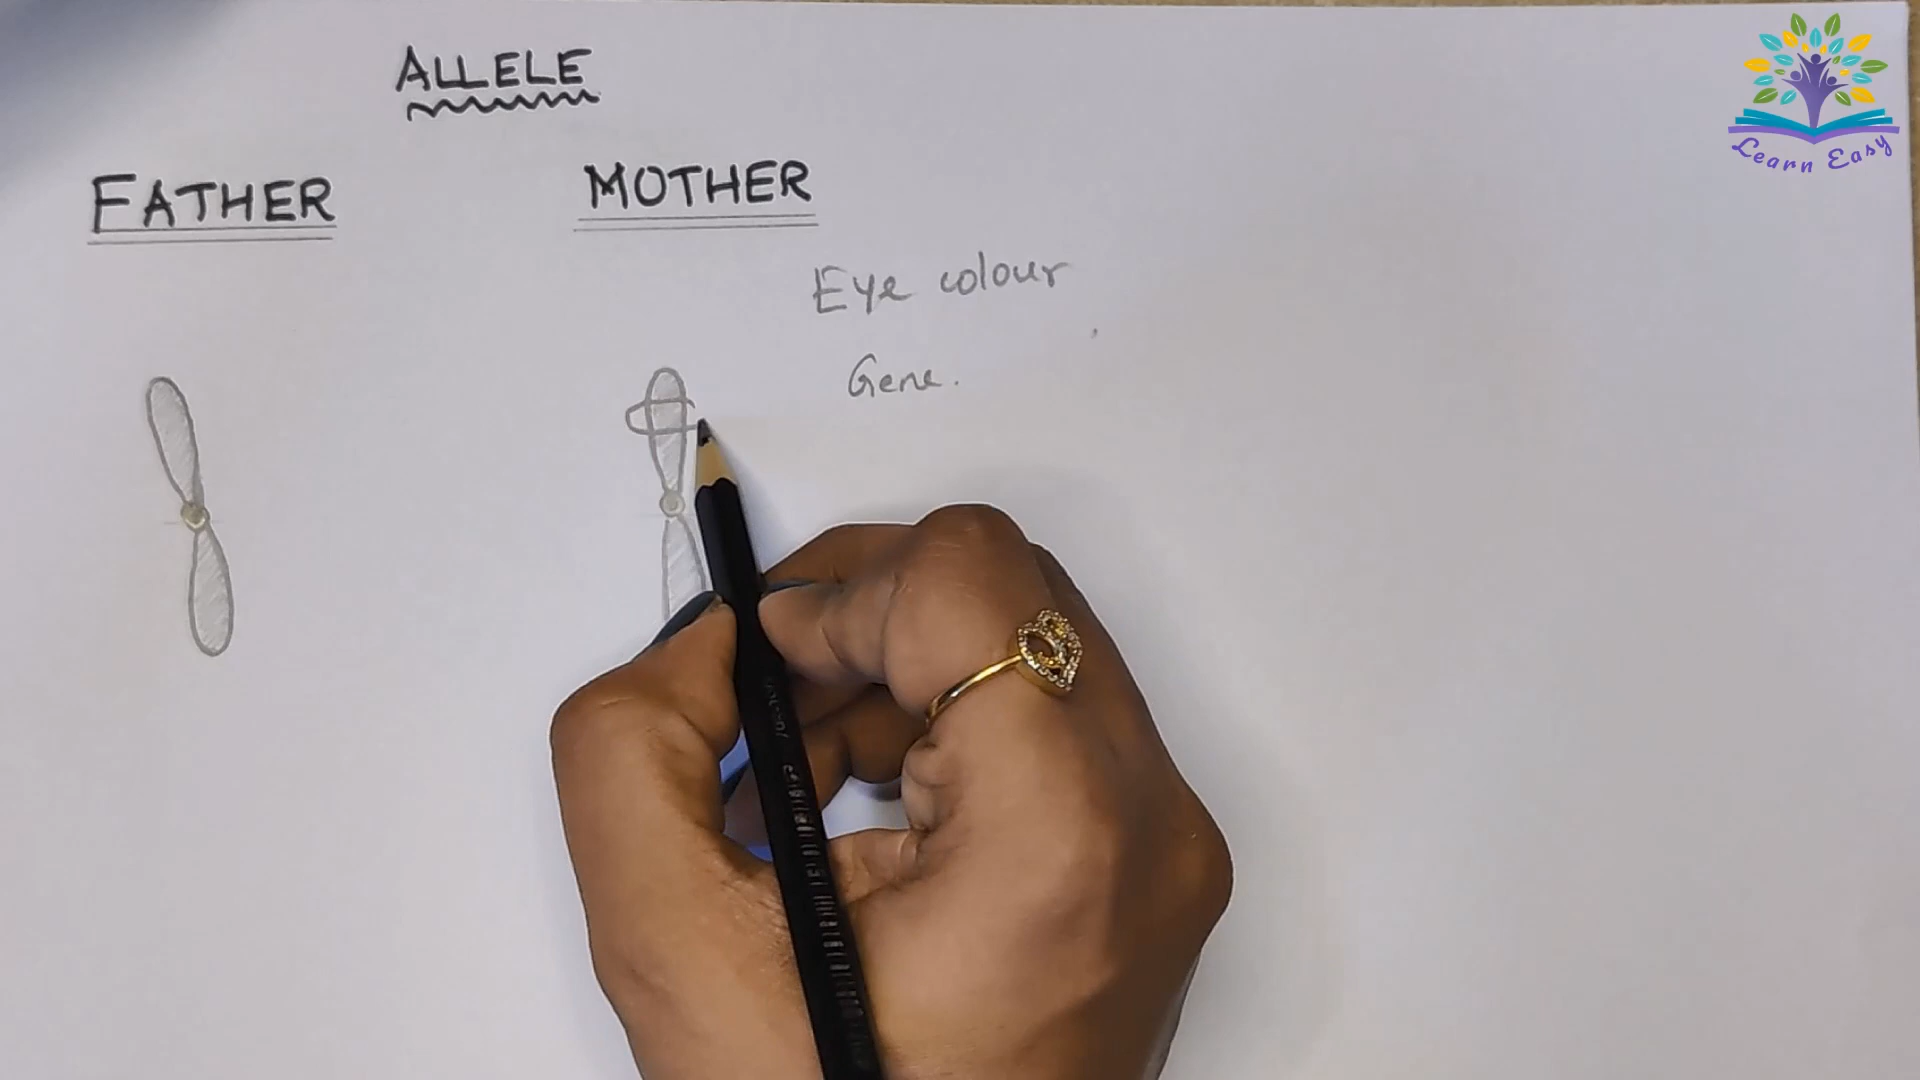 ALLELE
FATHER
MOTHER
Eye colour
Gene.
Learn Easy